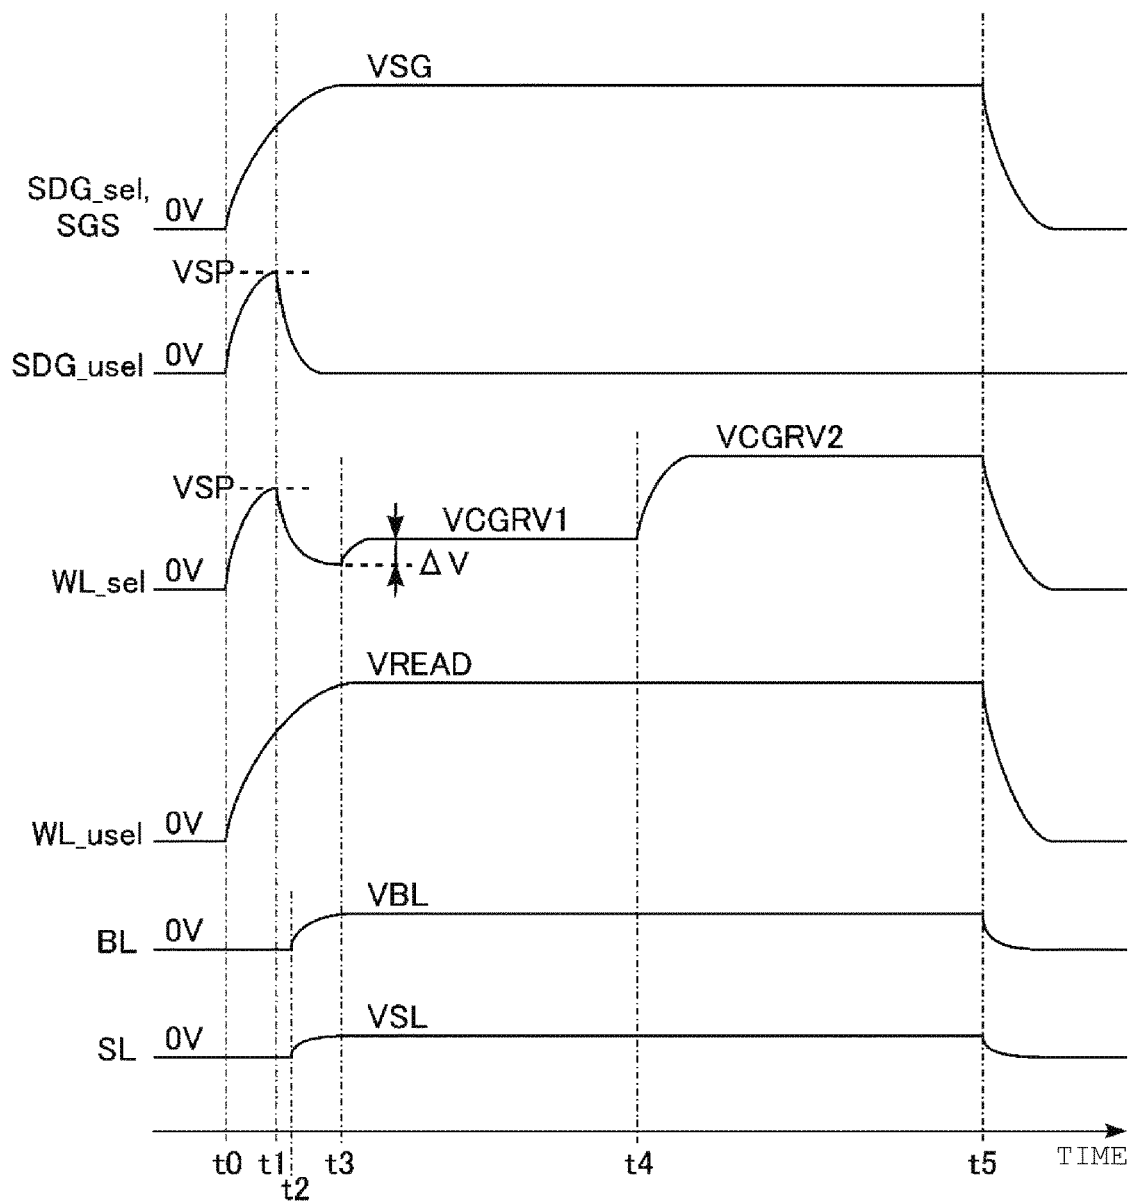 VSG
SDG_sel,
SGS
0V
VSP
SDG_usel
0V
VCGRV2
VSP
VCGRV1
0V
ΔV
WL_sel
VREAD
WL_usel
0V
VBL
BL
0V
VSL
SL
0V
t0 t1 t3 t4 t5 TIME
t2